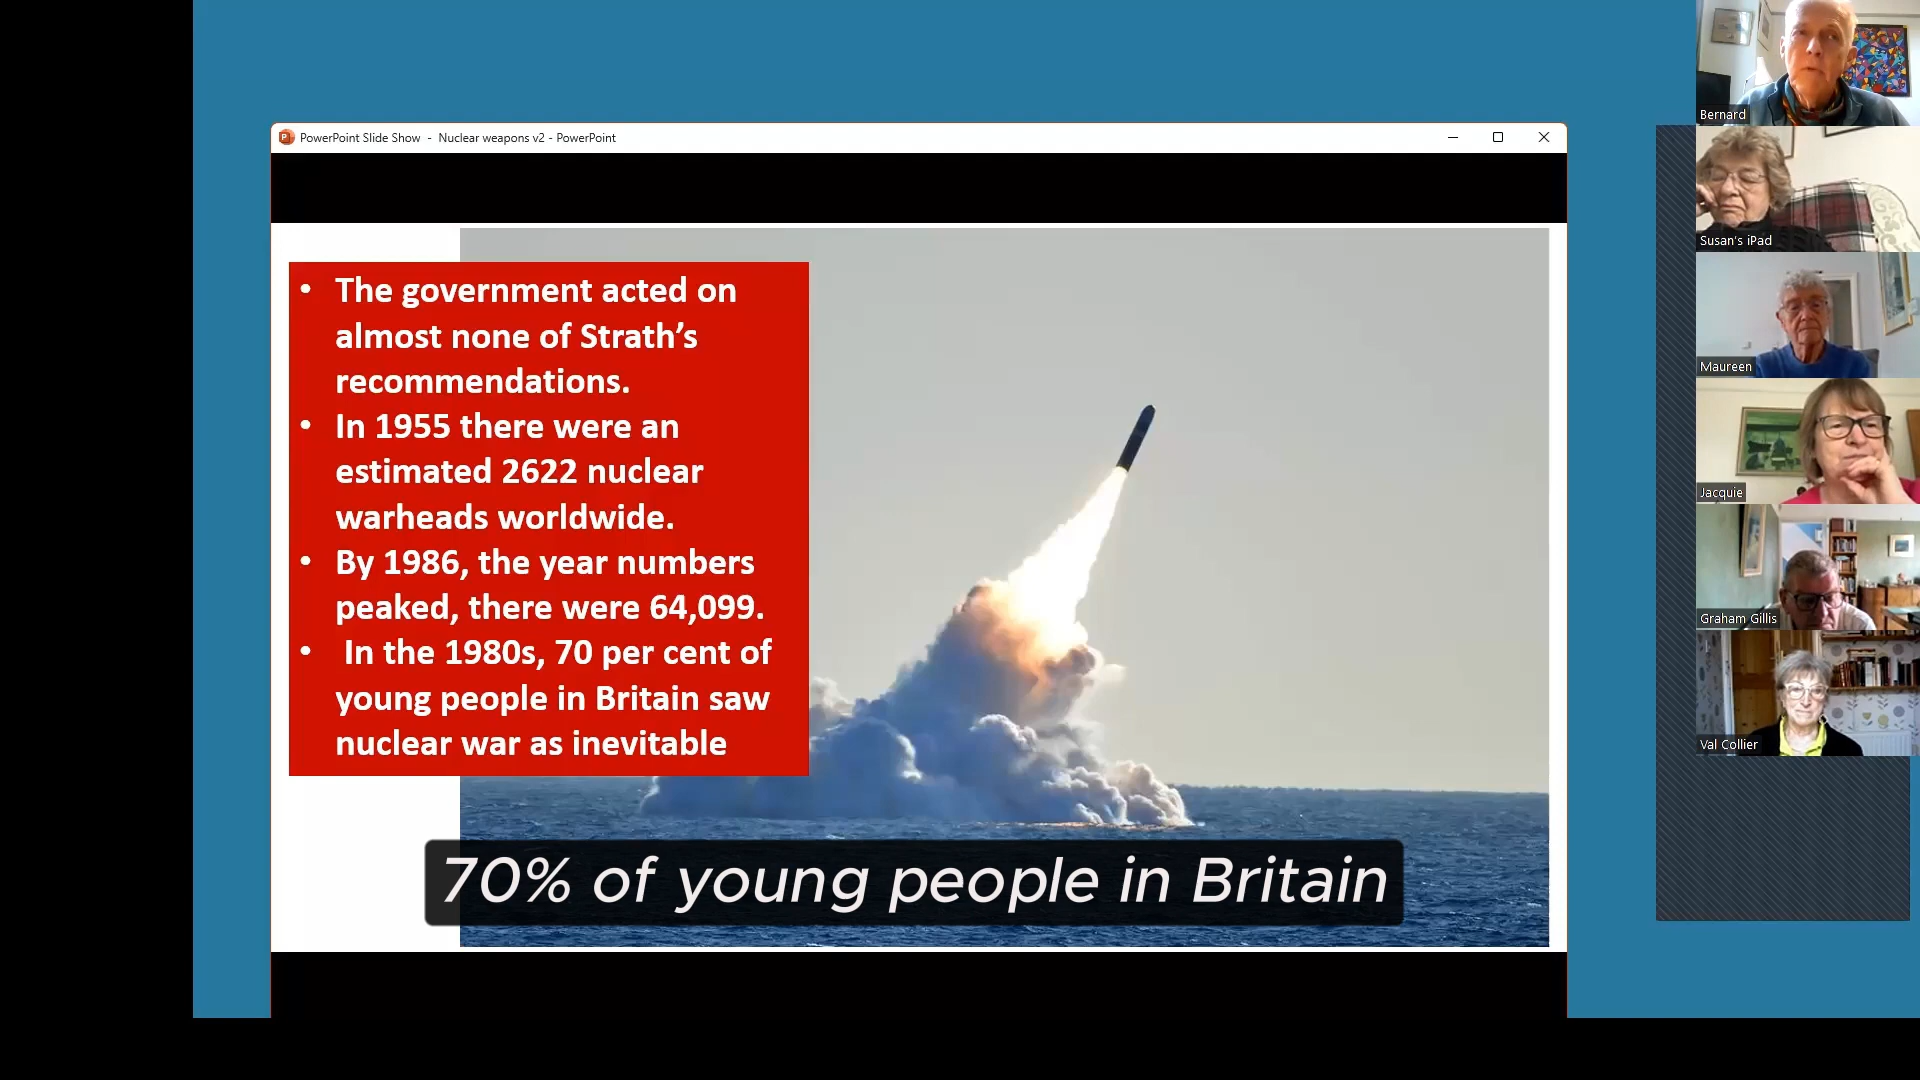 PowerPoint Slide Show - Nuclear weapons v2 - PowerPoint
• The government acted on
almost none of Strath’s
recommendations.
• In 1955 there were an
estimated 2622 nuclear
warheads worldwide.
• By 1986, the year numbers
peaked, there were 64,099.
• In the 1980s, 70 per cent of
young people in Britain saw
nuclear war as inevitable
70% of young people in Britain
Bernard
Susan's iPad
Maureen
Jacquie
Graham Gillis
Val Collier